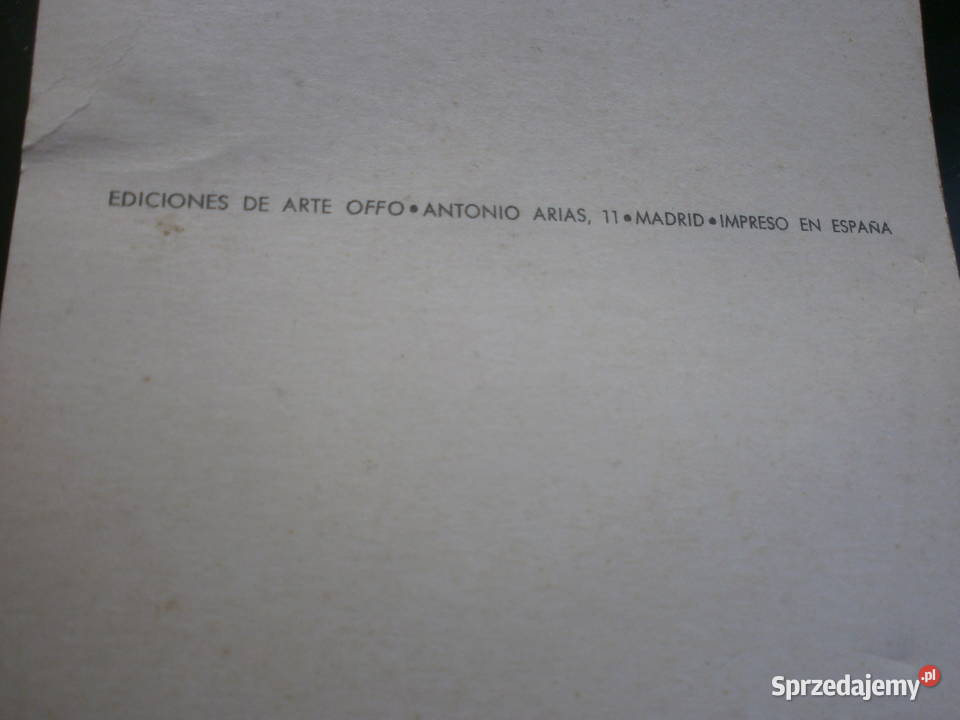 EDICIONES DE ARTE OFFO • ANTONIO ARIAS, 11 • MADRID • IMPRESO EN ESPAÑA
Sprzedajemy.pl